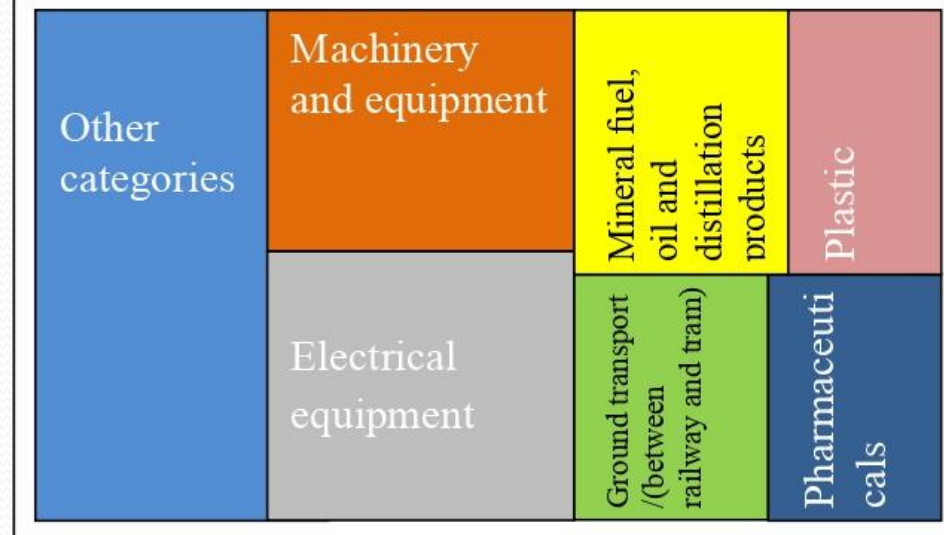 Other
categories
Machinery
and equipment
Electrical
equipment
Mineral fuel,
oil and
distillation
products
Plastic
Ground transport
/(between
railway and tram)
Pharmaceuti
cals